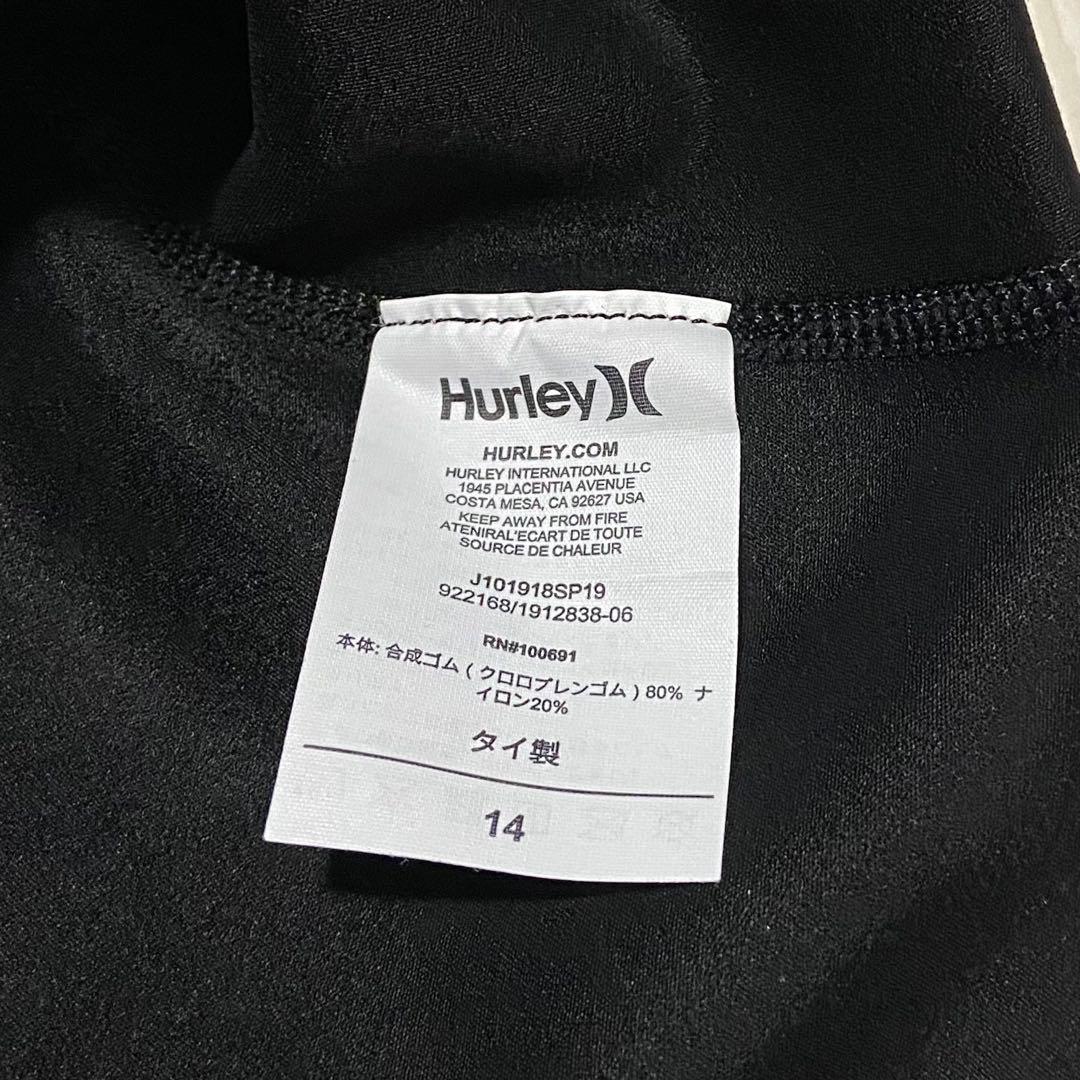 Hurley
HURLEY.COM
HURLEY INTERNATIONAL LLC
1945 PLACENTIA AVENUE
COSTA MESA, CA 92627 USA
KEEP AWAY FROM FIRE
ATENIRAL'ECART DE TOUTE
SOURCE DE CHALEUR
J101918SP19
922168/1912838-06
RN#100691
本体: 合成ゴム ( クロロプレンゴム ) 80% ナ
イロン20%
タイ製
14